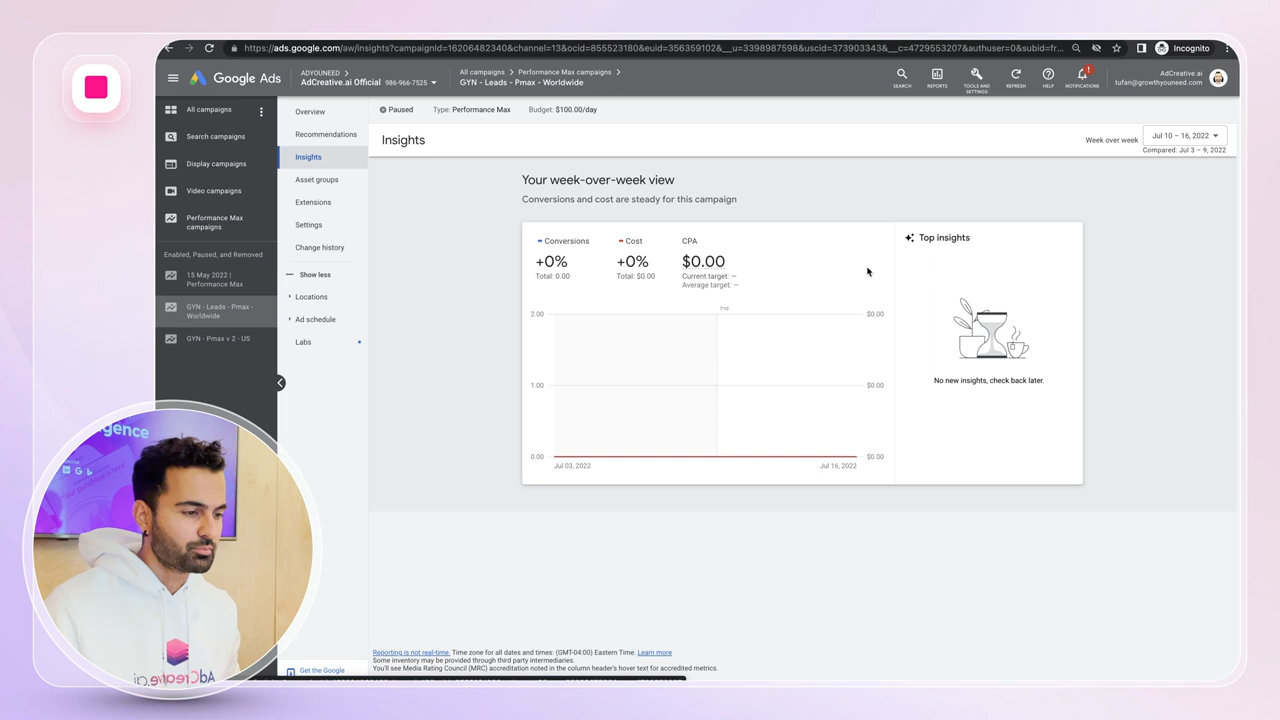 https://ads.google.com/aw/insights?campaignId=16206482340&channel=13&ocid=855523180&euid=356359102&__u=3398987598&uscid=373903343&__c=4729553207&authuser=0&subid=fr...
Incognito
Google Ads
ADYOUNEED >
AdCreative.ai Official 986-966-7525
All campaigns > Performance Max campaigns >
GYN - Leads - Pmax - Worldwide
SEARCH
REPORTS
TOOLS AND SETTINGS
REFRESH
HELP
NOTIFICATIONS
!
AdCreative.ai
tufan@growthyouneed.com
All campaigns
Search campaigns
Display campaigns
Video campaigns
Performance Max
campaigns
Enabled, Paused, and Removed
15 May 2022 |
Performance Max
GYN - Leads - Pmax -
Worldwide
GYN - Pmax v 2 - US
Overview
Recommendations
Insights
Asset groups
Extensions
Settings
Change history
Show less
Locations
Ad schedule
Labs
Get the Google
Paused Type: Performance Max Budget: $100.00/day
Insights
Week over week
Jul 10 – 16, 2022
Compared: Jul 3 – 9, 2022
Your week-over-week view
Conversions and cost are steady for this campaign
Conversions
+0%
Total: 0.00
Cost
+0%
Total: $0.00
CPA
$0.00
Current target: —
Average target: —
7/10
2.00 $0.00
1.00 $0.00
0.00 $0.00
Jul 03, 2022 Jul 16, 2022
Top insights
No new insights, check back later.
Reporting is not real-time. Time zone for all dates and times: (GMT-04:00) Eastern Time. Learn more
Some inventory may be provided through third party intermediaries.
You'll see Media Rating Council (MRC) accreditation noted in the column header's hover text for accredited metrics.
AdCreative.ai